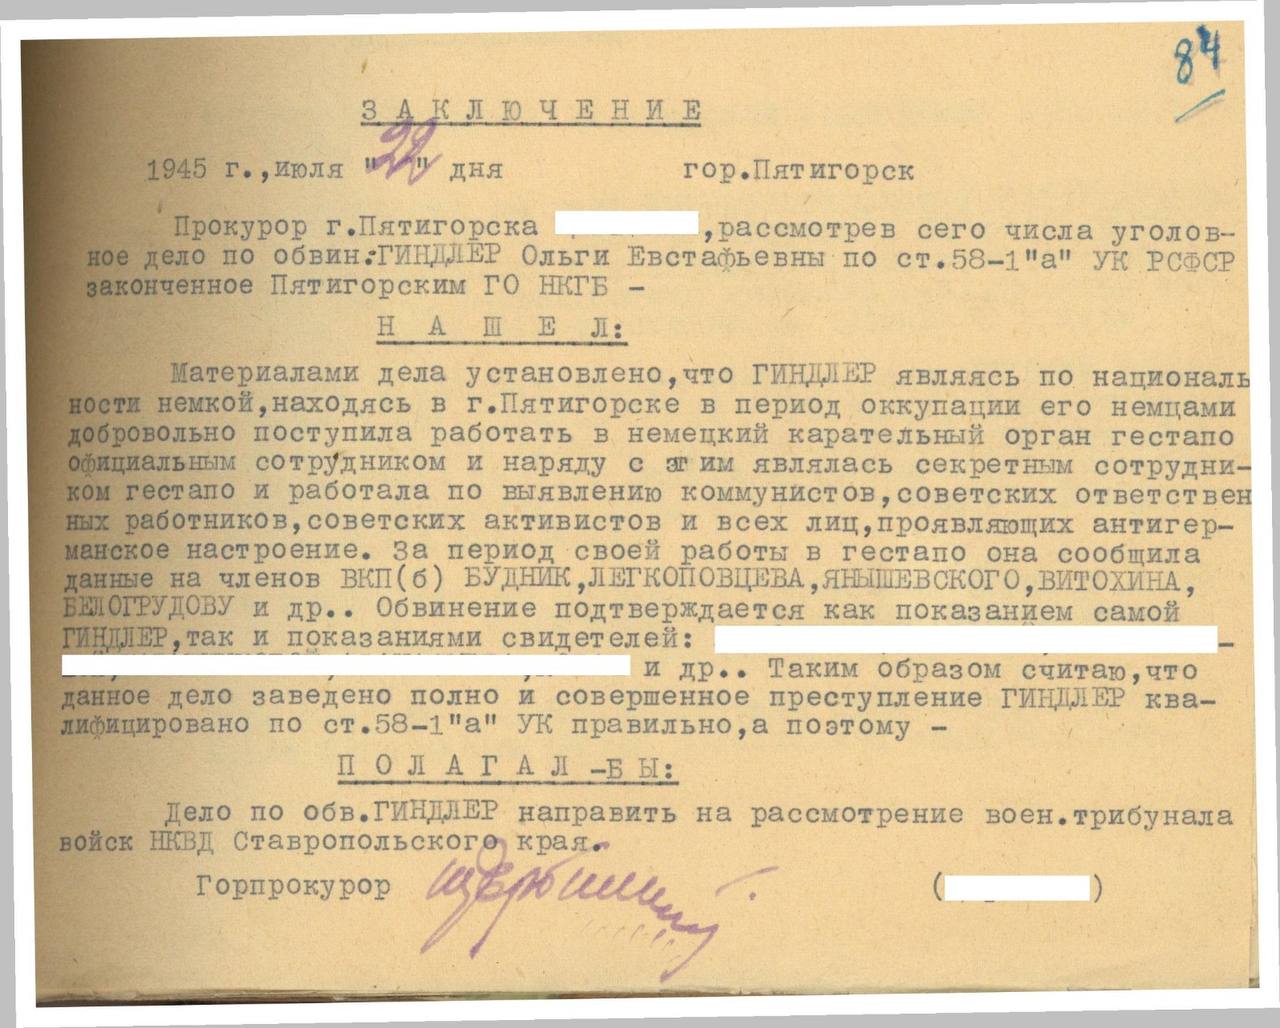 84
ЗАКЛЮЧЕНИЕ
1945 г.,июля "22" дня гор.Пятигорск
Прокурор г.Пятигорска ,рассмотрев сего числа уголов-
ное дело по обвин.:ГИНДЛЕР Ольги Евстафьевны по ст.58-1"а" УК РСФСР
законченное Пятигорским ГО НКГБ -
НАШЕЛ:
Материалами дела установлено,что ГИНДЛЕР являясь по националь
ности немкой,находясь в г.Пятигорске в период оккупации его немцами
добровольно поступила работать в немецкий карательный орган гестапо
официальным сотрудником и наряду с этим являлась секретным сотрудни-
ком гестапо и работала по выявлению коммунистов,советских ответствен
ных работников,советских активистов и всех лиц,проявляющих антигер-
манское настроение. За период своей работы в гестапо она сообщила
данные на членов ВКП(б) БУДНИК,ЛЕГКОПОВЦЕВА,ЯНЫШЕВСКОГО,ВИТОХИНА,
БЕЛОГРУДОВУ и др.. Обвинение подтверждается как показанием самой
ГИНДЛЕР,так и показаниями свидетелей: -
и др.. Таким образом считаю,что
данное дело заведено полно и совершенное преступление ГИНДЛЕР ква-
лифицировано по ст.58-1"а" УК правильно,а поэтому -
ПОЛАГАЛ-БЫ:
Дело по обв.ГИНДЛЕР направить на рассмотрение воен.трибунала
войск НКВД Ставропольского края.
Горпрокурор ( )